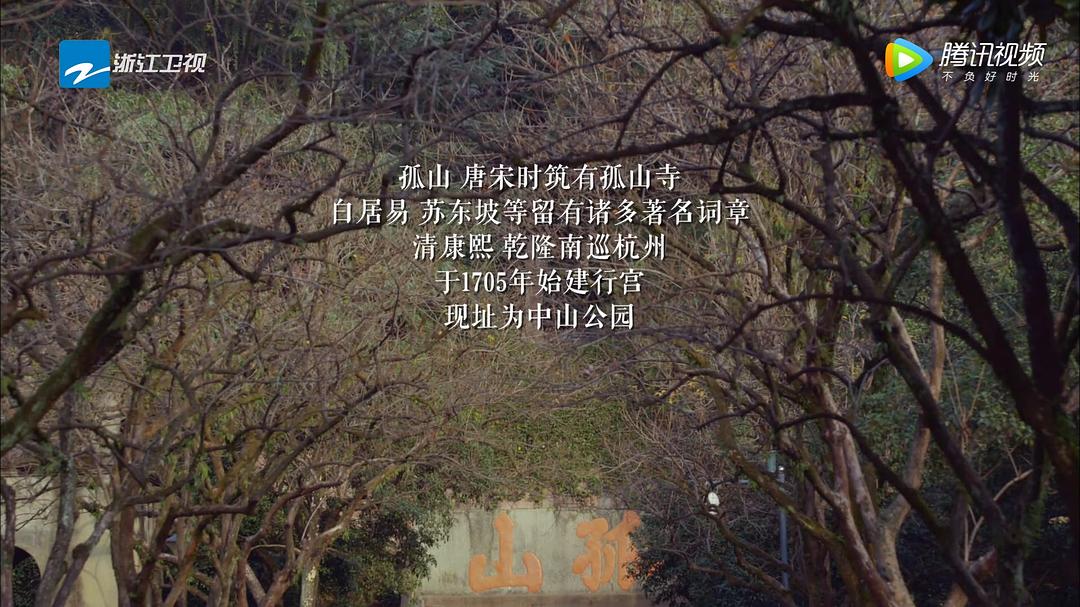 浙江卫视
腾讯视频
不负好时光
孤山 唐宋时筑有孤山寺
白居易 苏东坡等留有诸多著名词章
清康熙 乾隆南巡杭州
于1705年始建行宫
现址为中山公园
孤山